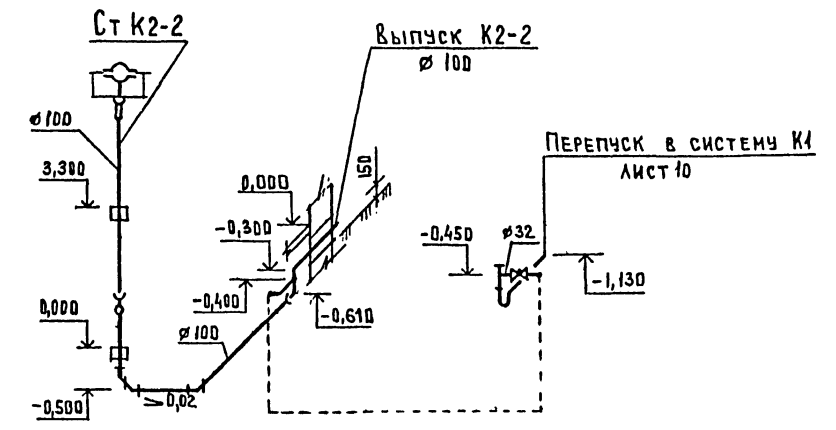 Ст К2-2
Выпуск К2-2
ø 100
ø100
3,300
0,000
-0,300
150
Перепуск в систему К1
лист 10
-0,450
ø32
-1,130
-0,400
-0,610
0,000
ø100
-0,500
0,02